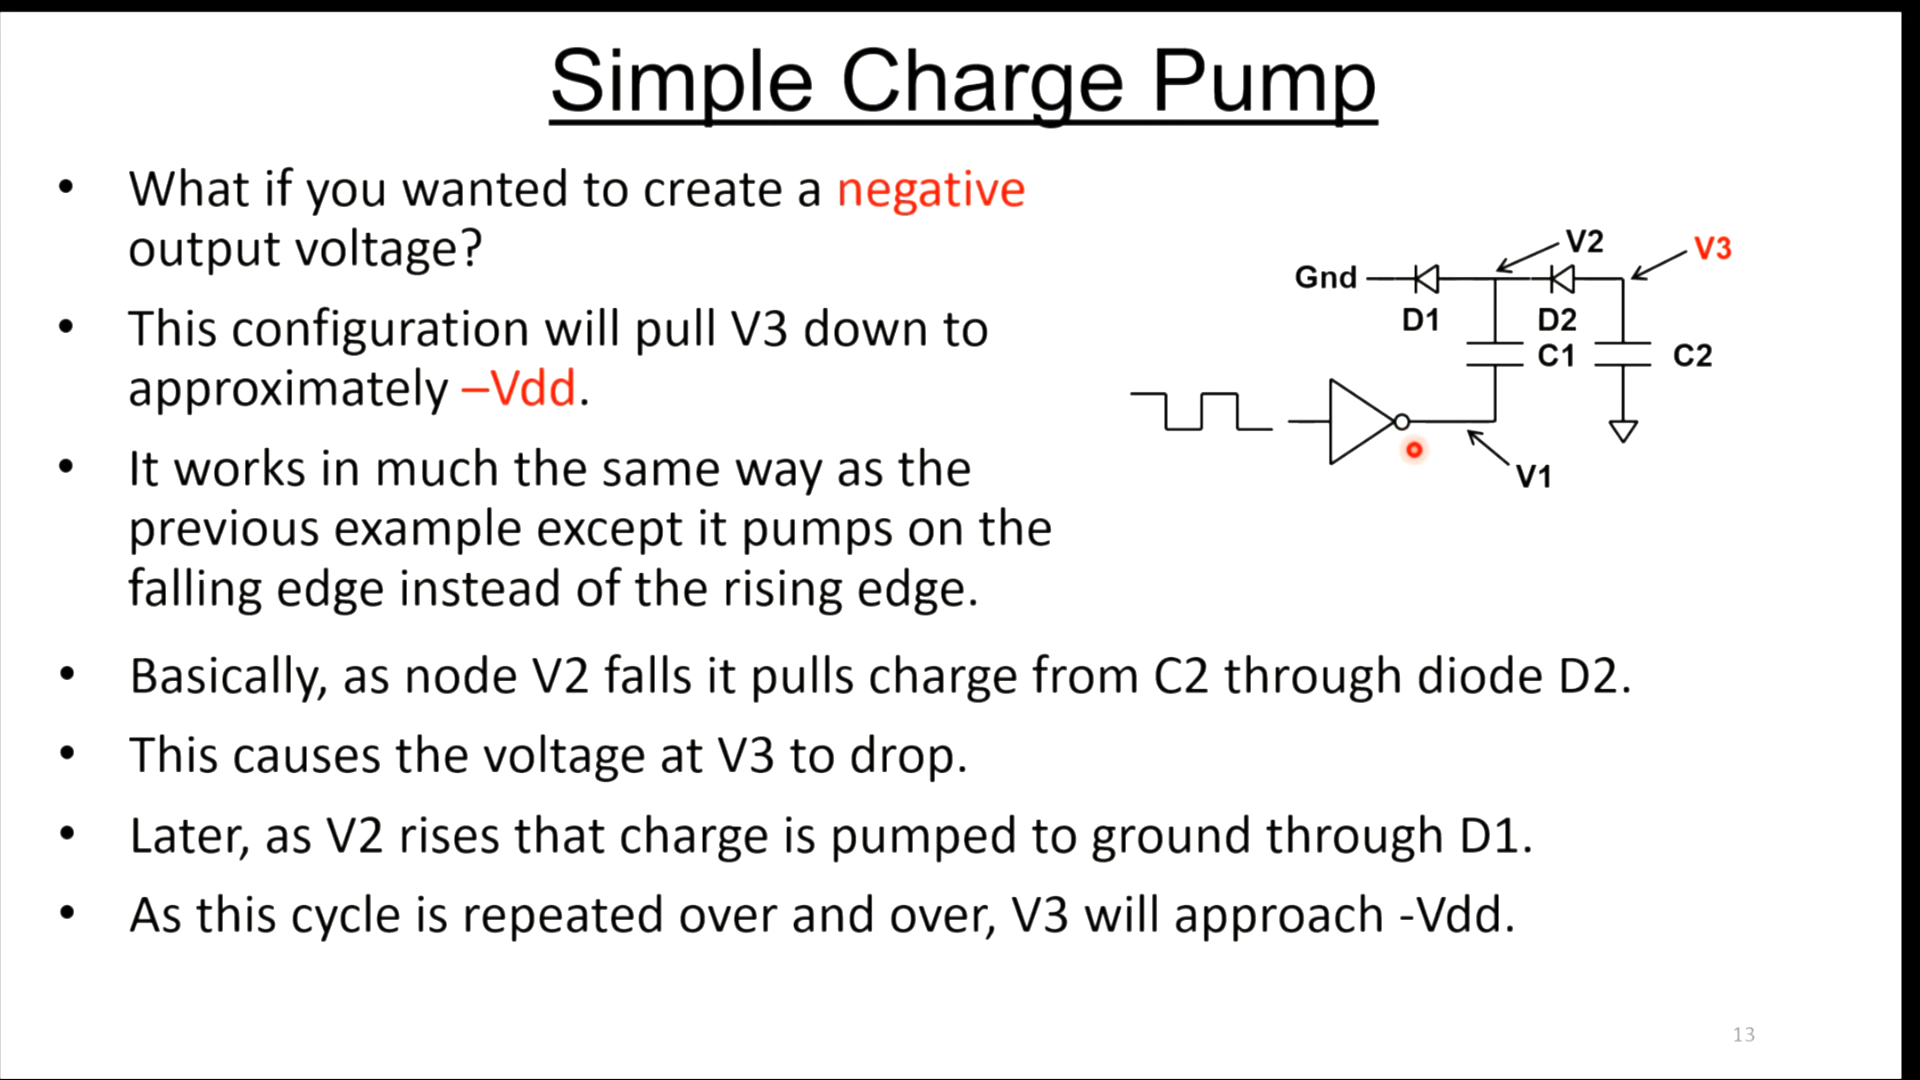 Simple Charge Pump
• What if you wanted to create a negative
output voltage?
• This configuration will pull V3 down to
approximately –Vdd.
• It works in much the same way as the
previous example except it pumps on the
falling edge instead of the rising edge.
• Basically, as node V2 falls it pulls charge from C2 through diode D2.
• This causes the voltage at V3 to drop.
• Later, as V2 rises that charge is pumped to ground through D1.
• As this cycle is repeated over and over, V3 will approach -Vdd.
V2
V3
Gnd
D1
D2
C1
C2
V1
13